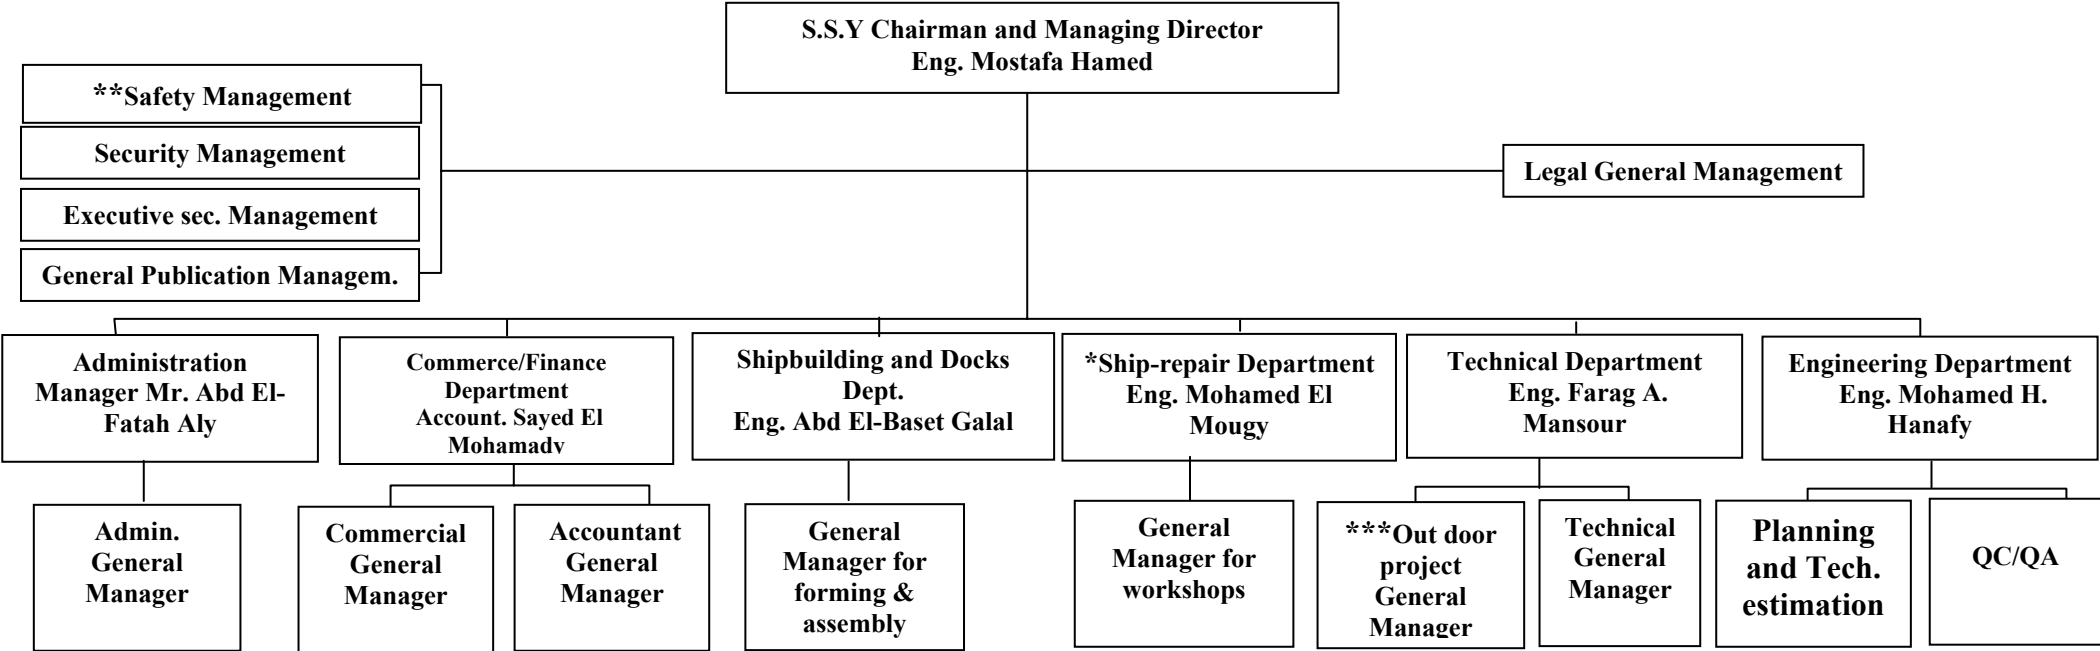 S.S.Y Chairman and Managing Director
Eng. Mostafa Hamed
**Safety Management
Security Management
Executive sec. Management
General Publication Managem.
Legal General Management
Administration
Manager Mr. Abd El-
Fatah Aly
Commerce/Finance
Department
Account. Sayed El
Mohamady
Shipbuilding and Docks
Dept.
Eng. Abd El-Baset Galal
*Ship-repair Department
Eng. Mohamed El
Mougy
Technical Department
Eng. Farag A.
Mansour
Engineering Department
Eng. Mohamed H.
Hanafy
Admin.
General
Manager
Commercial
General
Manager
Accountant
General
Manager
General
Manager for
forming &
assembly
General
Manager for
workshops
***Out door
project
General
Manager
Technical
General
Manager
Planning
and Tech.
estimation
QC/QA